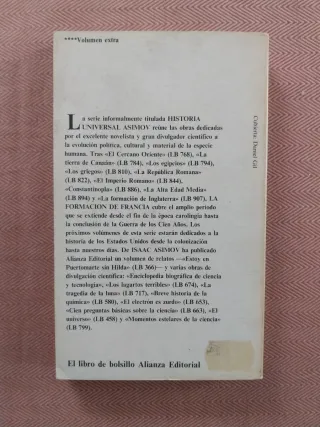 ****Volumen extra
La serie informalmente titulada HISTORIA
UNIVERSAL ASIMOV reúne las obras dedicadas
por el excelente novelista y gran divulgador científico a
la evolución política, cultural y material de la especie
humana. Tras «El Cercano Oriente» (LB 768), «La
tierra de Canaán» (LB 784), «Los egipcios» (LB 794),
«Los griegos» (LB 810), «La República Romana»
(LB 822), «El Imperio Romano» (LB 844),
«Constantinopla» (LB 886), «La Alta Edad Media»
(LB 894) y «La formación de Inglaterra» (LB 907), LA
FORMACION DE FRANCIA cubre el amplio período
que se extiende desde el fin de la época carolingia hasta
la conclusión de la Guerra de los Cien Años. Los
próximos volúmenes de esta serie estarán dedicados a la
historia de los Estados Unidos desde la colonización
hasta nuestros días. De ISAAC ASIMOV ha publicado
Alianza Editorial un volumen de relatos —«Estoy en
Puertomarte sin Hilda» (LB 366)— y varias obras de
divulgación científica: «Enciclopedia biográfica de ciencia
y tecnología», «Los lagartos terribles» (LB 674), «La
tragedia de la luna» (LB 717), «Breve historia de la
química» (LB 580), «El electrón es zurdo» (LB 653),
«Cien preguntas básicas sobre la ciencia» (LB 663), «El
universo» (LB 458) y «Momentos estelares de la ciencia»
(LB 799).
El libro de bolsillo Alianza Editorial
Cubierta: Daniel Gil